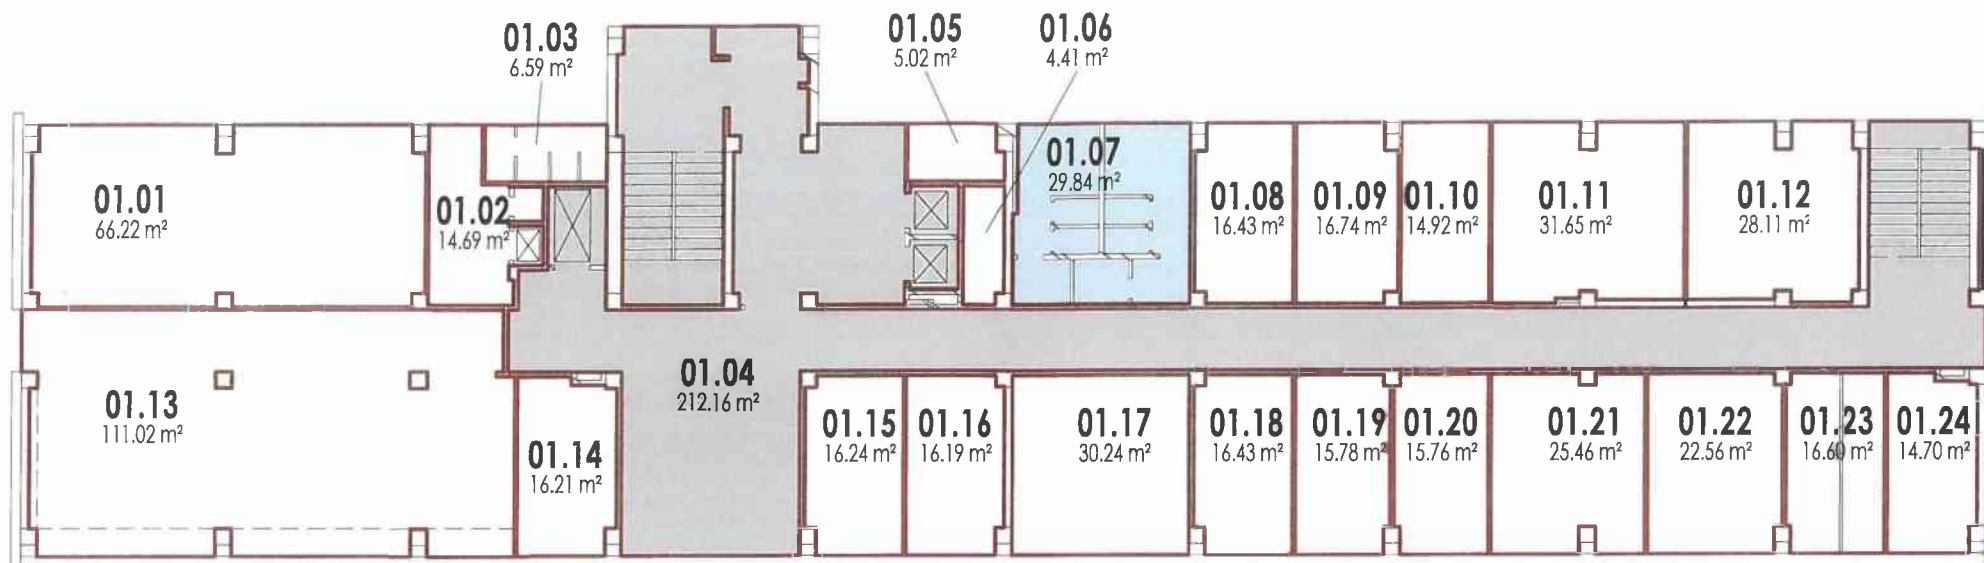 01.03
6.59 m²
01.05
5.02 m²
01.06
4.41 m²
01.01
66.22 m²
01.02
14.69 m²
01.07
29.84 m²
01.08
16.43 m²
01.09
16.74 m²
01.10
14.92 m²
01.11
31.65 m²
01.12
28.11 m²
01.13
111.02 m²
01.14
16.21 m²
01.04
212.16 m²
01.15
16.24 m²
01.16
16.19 m²
01.17
30.24 m²
01.18
16.43 m²
01.19
15.78 m²
01.20
15.76 m²
01.21
25.46 m²
01.22
22.56 m²
01.23
16.60 m²
01.24
14.70 m²